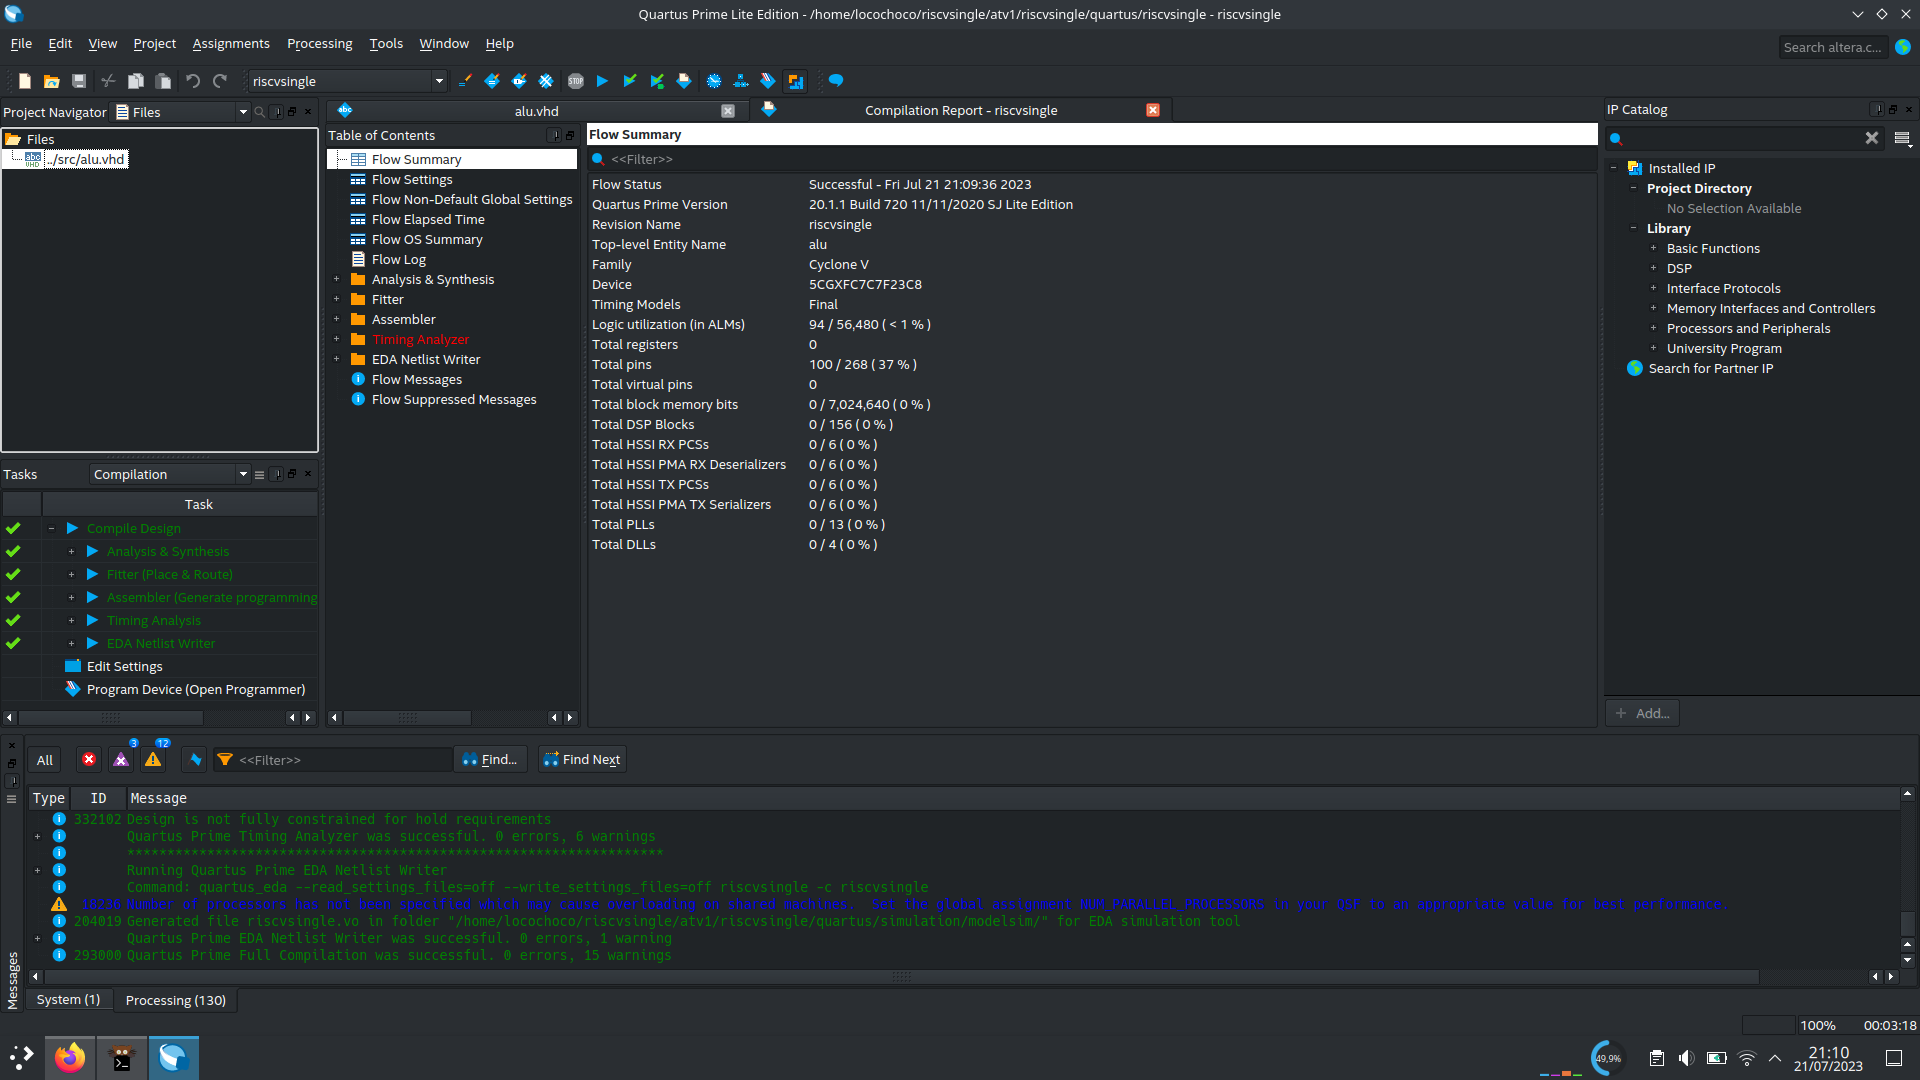 Quartus Prime Lite Edition - /home/locochoco/riscvsingle/atv1/riscvsingle/quartus/riscvsingle - riscvsingle
File Edit View Project Assignments Processing Tools Window Help
Search altera.c...
riscvsingle
Project Navigator Files
Files
../src/alu.vhd
Tasks Compilation
Task
Compile Design
Analysis & Synthesis
Fitter (Place & Route)
Assembler (Generate programming
Timing Analysis
EDA Netlist Writer
Edit Settings
Program Device (Open Programmer)
alu.vhd
Compilation Report - riscvsingle
Table of Contents
Flow Summary
Flow Settings
Flow Non-Default Global Settings
Flow Elapsed Time
Flow OS Summary
Flow Log
Analysis & Synthesis
Fitter
Assembler
Timing Analyzer
EDA Netlist Writer
Flow Messages
Flow Suppressed Messages
Flow Summary
<<Filter>>
Flow Status Successful - Fri Jul 21 21:09:36 2023
Quartus Prime Version 20.1.1 Build 720 11/11/2020 SJ Lite Edition
Revision Name riscvsingle
Top-level Entity Name alu
Family Cyclone V
Device 5CGXFC7C7F23C8
Timing Models Final
Logic utilization (in ALMs) 94 / 56,480 ( < 1 % )
Total registers 0
Total pins 100 / 268 ( 37 % )
Total virtual pins 0
Total block memory bits 0 / 7,024,640 ( 0 % )
Total DSP Blocks 0 / 156 ( 0 % )
Total HSSI RX PCSs 0 / 6 ( 0 % )
Total HSSI PMA RX Deserializers 0 / 6 ( 0 % )
Total HSSI TX PCSs 0 / 6 ( 0 % )
Total HSSI PMA TX Serializers 0 / 6 ( 0 % )
Total PLLs 0 / 13 ( 0 % )
Total DLLs 0 / 4 ( 0 % )
IP Catalog
Installed IP
Project Directory
No Selection Available
Library
Basic Functions
DSP
Interface Protocols
Memory Interfaces and Controllers
Processors and Peripherals
University Program
Search for Partner IP
+ Add...
All 3 12 <<Filter>> Find... Find Next
Type ID Message
332102 Design is not fully constrained for hold requirements
Quartus Prime Timing Analyzer was successful. 0 errors, 6 warnings
*******************************************************************
Running Quartus Prime EDA Netlist Writer
Command: quartus_eda --read_settings_files=off --write_settings_files=off riscvsingle -c riscvsingle
18236 Number of processors has not been specified which may cause overloading on shared machines.  Set the global assignment NUM_PARALLEL_PROCESSORS in your QSF to an appropriate value for best performance.
204019 Generated file riscvsingle.vo in folder "/home/locochoco/riscvsingle/atv1/riscvsingle/quartus/simulation/modelsim/" for EDA simulation tool
Quartus Prime EDA Netlist Writer was successful. 0 errors, 1 warning
293000 Quartus Prime Full Compilation was successful. 0 errors, 15 warnings
Messages
System (1) Processing (130)
100% 00:03:18
49,9%
21:10
21/07/2023